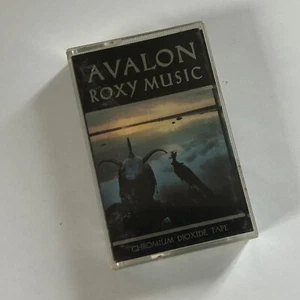 AVALON
ROXY MUSIC
CHROMIUM DIOXIDE TAPE